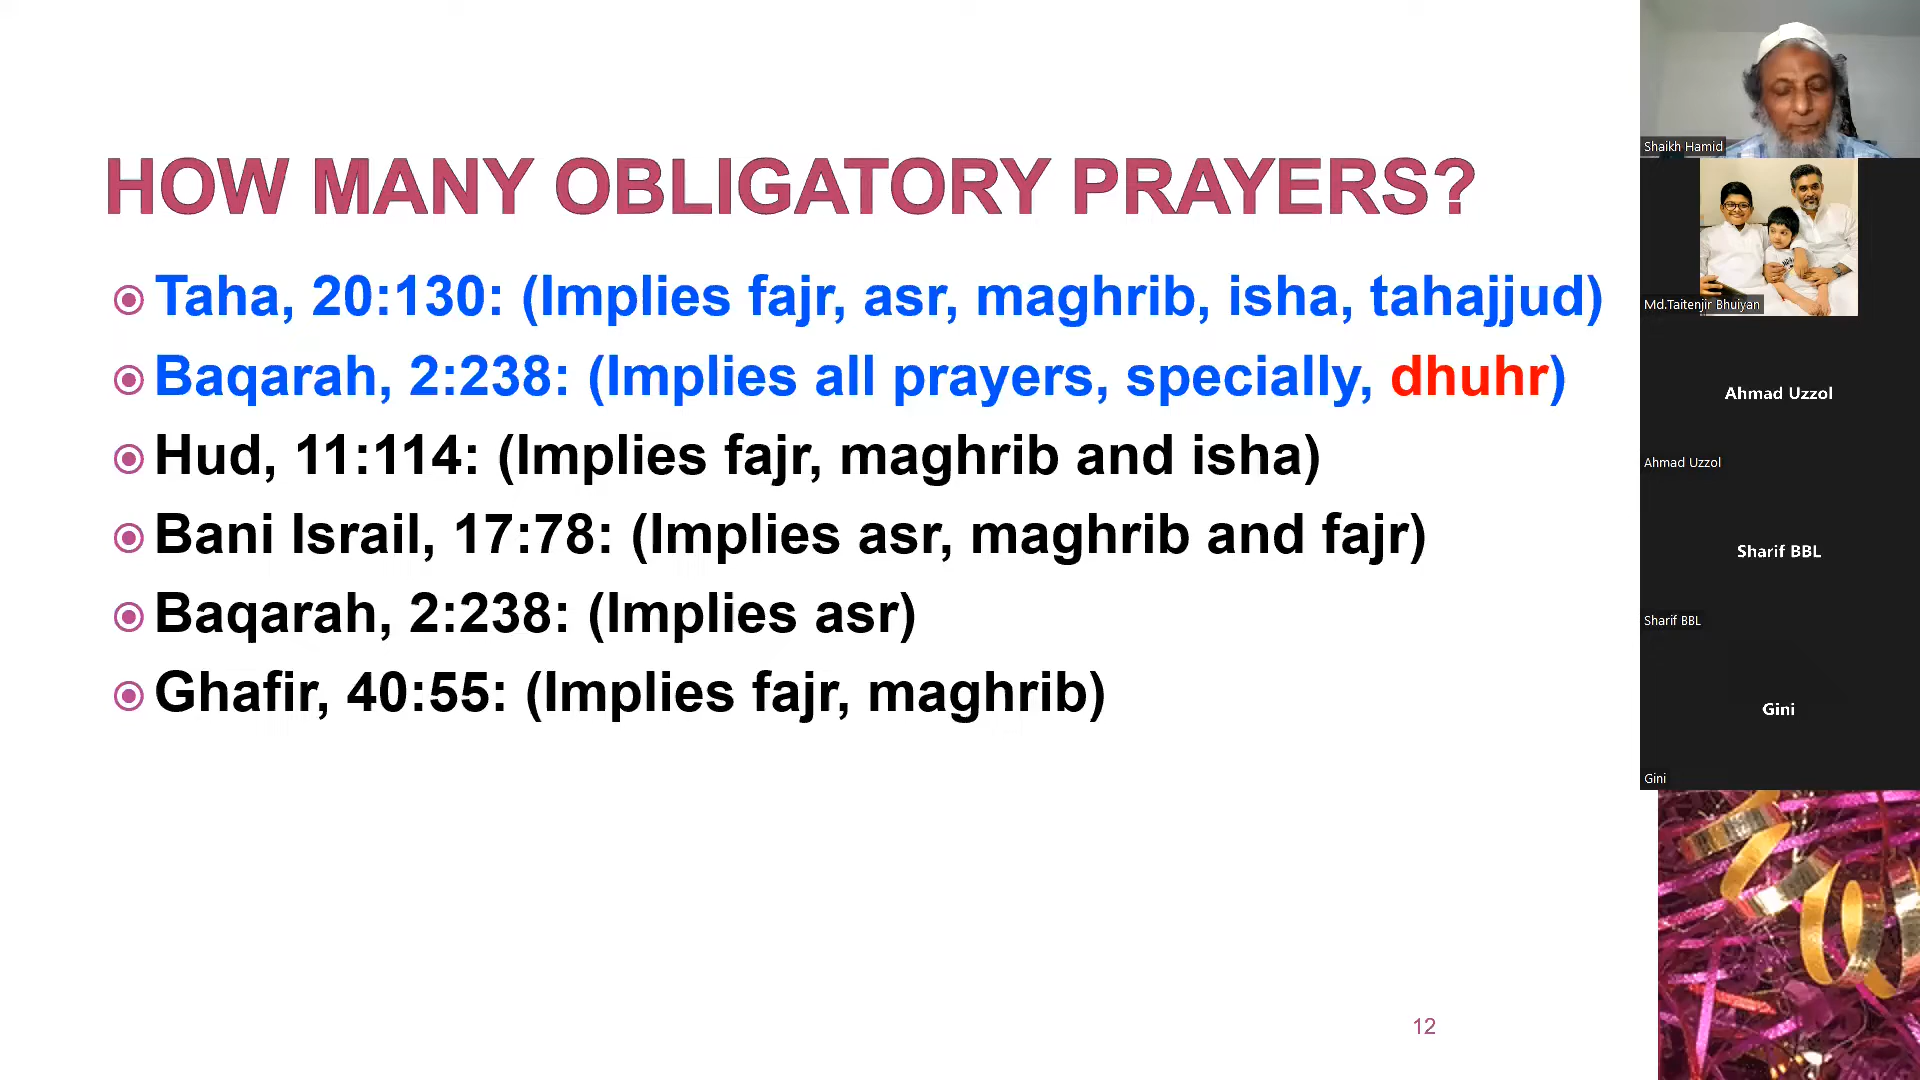 HOW MANY OBLIGATORY PRAYERS?
Taha, 20:130: (Implies fajr, asr, maghrib, isha, tahajjud)
Baqarah, 2:238: (Implies all prayers, specially, dhuhr)
Hud, 11:114: (Implies fajr, maghrib and isha)
Bani Israil, 17:78: (Implies asr, maghrib and fajr)
Baqarah, 2:238: (Implies asr)
Ghafir, 40:55: (Implies fajr, maghrib)
12
Shaikh Hamid
Md.Taitenjir Bhuiyan
Ahmad Uzzol
Ahmad Uzzol
Sharif BBL
Sharif BBL
Gini
Gini